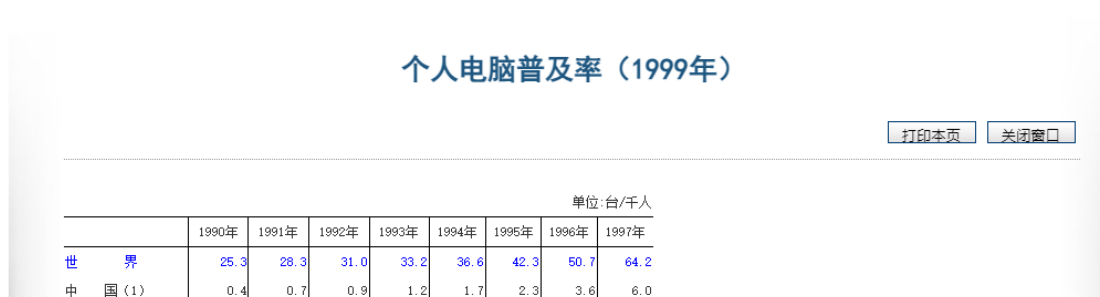 个人电脑普及率（1999年）
打印本页 关闭窗口
单位:台/千人
1990年 1991年 1992年 1993年 1994年 1995年 1996年 1997年
世 界 25.3 28.3 31.0 33.2 36.6 42.3 50.7 64.2
中 国(1) 0.4 0.7 0.9 1.2 1.7 2.3 3.6 6.0